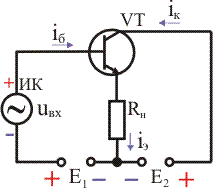 iб
VT
iк
+
ИК
uвх
-
Rн
iэ
+ E1 - - E2 +